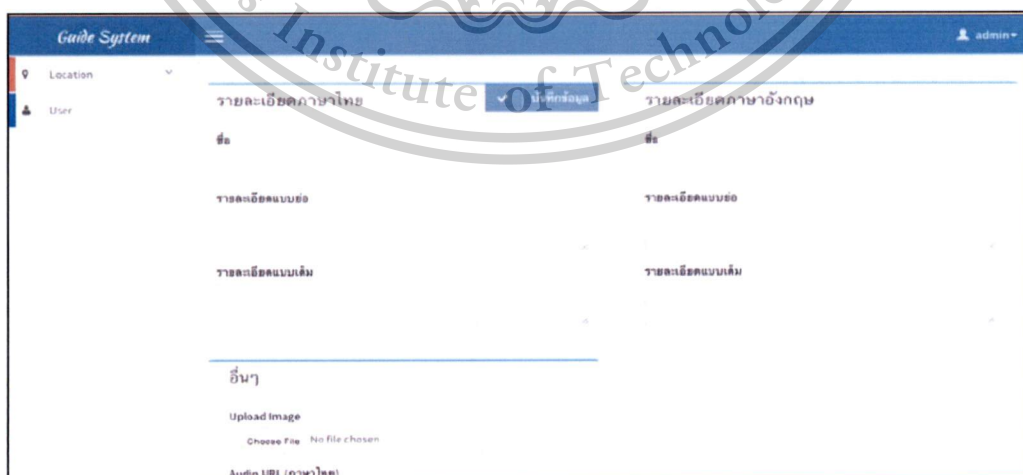 Guide System
admin
Location
User
รายละเอียดภาษาไทย
บันทึกข้อมูล
รายละเอียดภาษาอังกฤษ
ชื่อ
ชื่อ
รายละเอียดแบบย่อ
รายละเอียดแบบย่อ
รายละเอียดแบบเต็ม
รายละเอียดแบบเต็ม
อื่นๆ
Upload Image
Choose File No file chosen
Audio URL (ภาษาไทย)
s Institute of Technolo